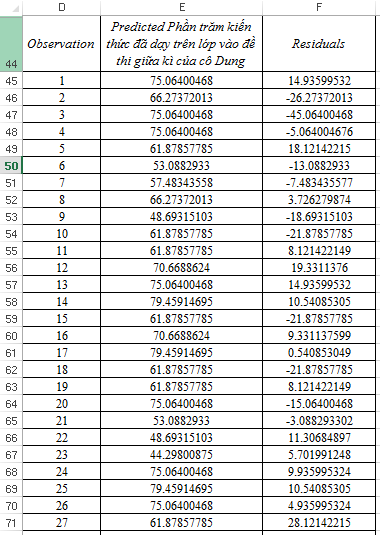 D E F
44 Observation Predicted Phần trăm kiến thức đã dạy trên lớp vào đề thi giữa kì của cô Dung Residuals
45 1 75.06400468 14.93599532
46 2 66.27372013 -26.27372013
47 3 75.06400468 -45.06400468
48 4 75.06400468 -5.064004676
49 5 61.87857785 18.12142215
50 6 53.0882933 -13.0882933
51 7 57.48343558 -7.483435577
52 8 66.27372013 3.726279874
53 9 48.69315103 -18.69315103
54 10 61.87857785 -21.87857785
55 11 61.87857785 8.121422149
56 12 70.6688624 19.3311376
57 13 75.06400468 14.93599532
58 14 79.45914695 10.54085305
59 15 61.87857785 -21.87857785
60 16 70.6688624 9.331137599
61 17 79.45914695 0.540853049
62 18 61.87857785 -21.87857785
63 19 61.87857785 8.121422149
64 20 75.06400468 -15.06400468
65 21 53.0882933 -3.088293302
66 22 48.69315103 11.30684897
67 23 44.29800875 5.701991248
68 24 75.06400468 9.935995324
69 25 79.45914695 10.54085305
70 26 75.06400468 4.935995324
71 27 61.87857785 28.12142215